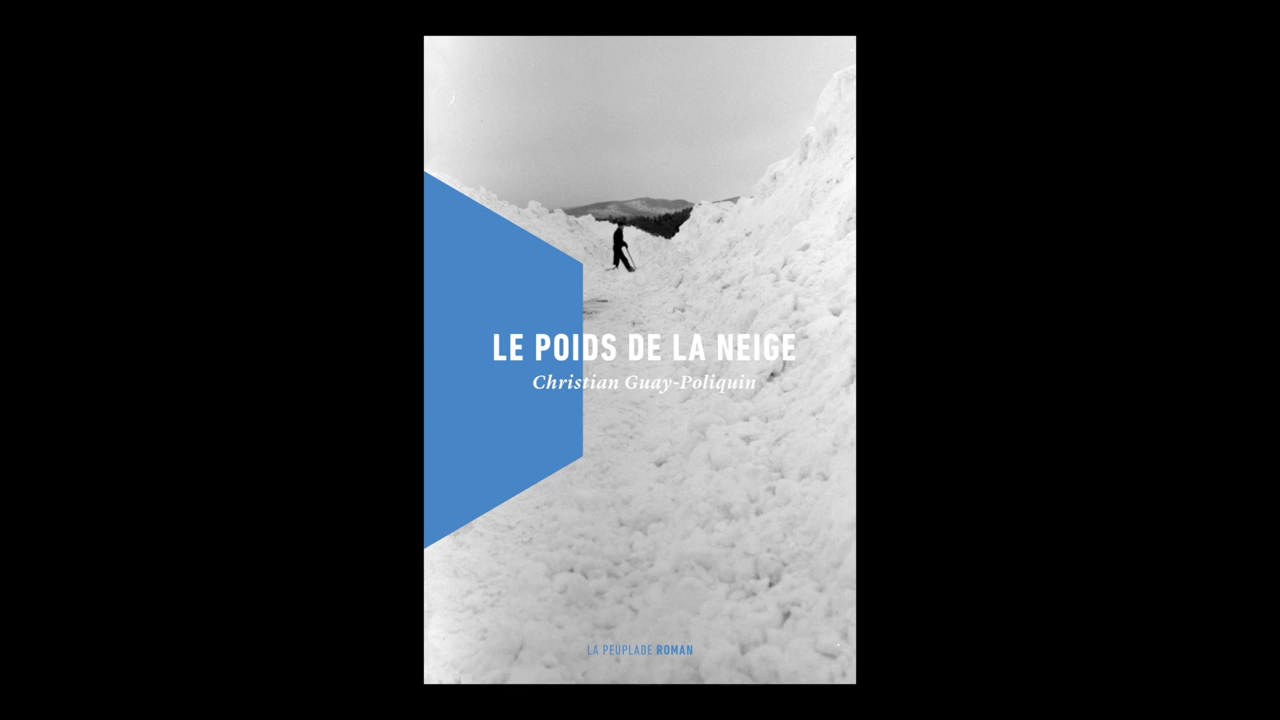 LE POIDS DE LA NEIGE
Christian Guay-Poliquin
LA PEUPLADE ROMAN